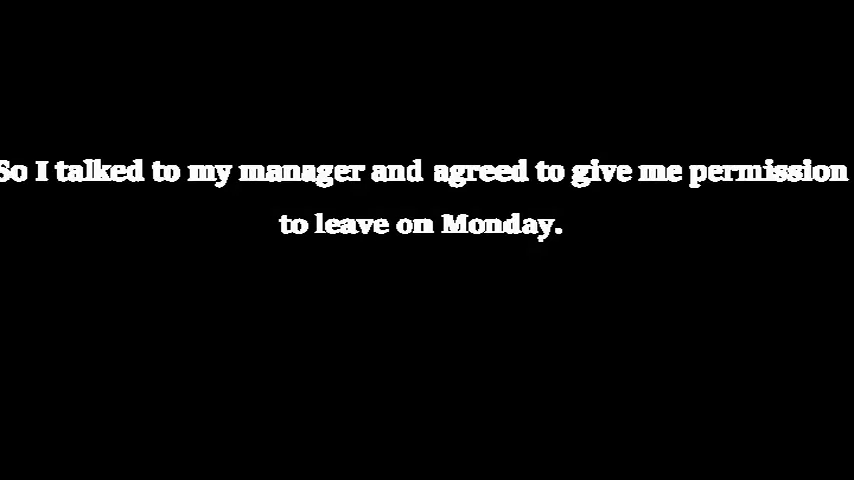 So I talked to my manager and agreed to give me permission
to leave on Monday.